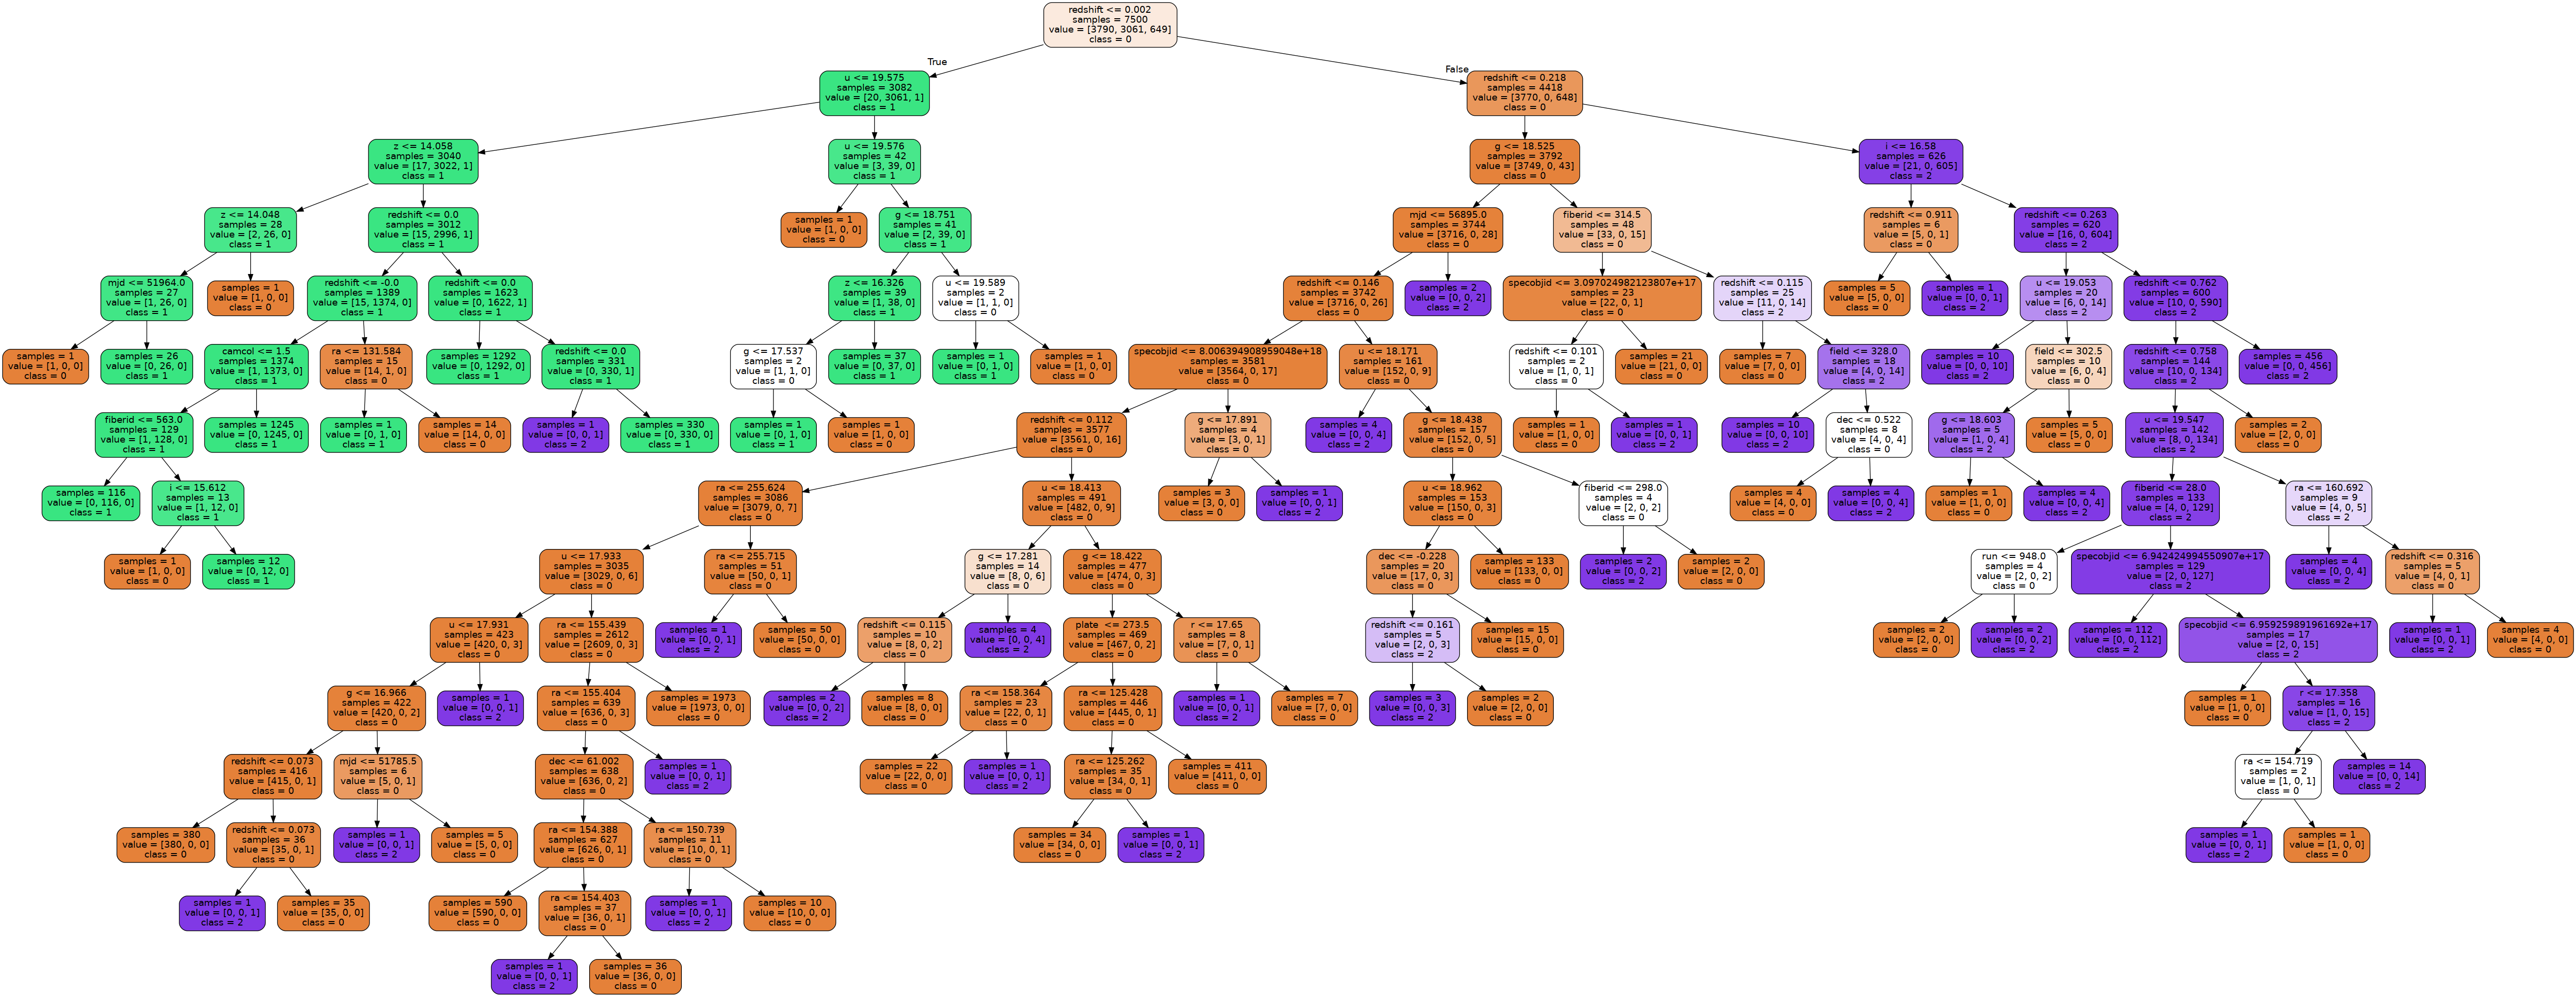 redshift <= 0.002
samples = 7500
value = [3790, 3061, 649]
class = 0
True
False
u <= 19.575
samples = 3082
value = [20, 3061, 1]
class = 1
redshift <= 0.218
samples = 4418
value = [3770, 0, 648]
class = 0
z <= 14.058
samples = 3040
value = [17, 3022, 1]
class = 1
u <= 19.576
samples = 42
value = [3, 39, 0]
class = 1
g <= 18.525
samples = 3792
value = [3749, 0, 43]
class = 0
i <= 16.58
samples = 626
value = [21, 0, 605]
class = 2
z <= 14.048
samples = 28
value = [2, 26, 0]
class = 1
redshift <= 0.0
samples = 3012
value = [15, 2996, 1]
class = 1
samples = 1
value = [1, 0, 0]
class = 0
g <= 18.751
samples = 41
value = [2, 39, 0]
class = 1
mjd <= 56895.0
samples = 3744
value = [3716, 0, 28]
class = 0
fiberid <= 314.5
samples = 48
value = [33, 0, 15]
class = 0
redshift <= 0.911
samples = 6
value = [5, 0, 1]
class = 0
redshift <= 0.263
samples = 620
value = [16, 0, 604]
class = 2
mjd <= 51964.0
samples = 27
value = [1, 26, 0]
class = 1
samples = 1
value = [1, 0, 0]
class = 0
redshift <= -0.0
samples = 1389
value = [15, 1374, 0]
class = 1
redshift <= 0.0
samples = 1623
value = [0, 1622, 1]
class = 1
z <= 16.326
samples = 39
value = [1, 38, 0]
class = 1
u <= 19.589
samples = 2
value = [1, 1, 0]
class = 0
redshift <= 0.146
samples = 3742
value = [3716, 0, 26]
class = 0
samples = 2
value = [0, 0, 2]
class = 2
specobjid <= 3.097024982123807e+17
samples = 23
value = [22, 0, 1]
class = 0
redshift <= 0.115
samples = 25
value = [11, 0, 14]
class = 2
samples = 5
value = [5, 0, 0]
class = 0
samples = 1
value = [0, 0, 1]
class = 2
u <= 19.053
samples = 20
value = [6, 0, 14]
class = 2
redshift <= 0.762
samples = 600
value = [10, 0, 590]
class = 2
samples = 1
value = [1, 0, 0]
class = 0
samples = 26
value = [0, 26, 0]
class = 1
camcol <= 1.5
samples = 1374
value = [1, 1373, 0]
class = 1
ra <= 131.584
samples = 15
value = [14, 1, 0]
class = 0
samples = 1292
value = [0, 1292, 0]
class = 1
redshift <= 0.0
samples = 331
value = [0, 330, 1]
class = 1
g <= 17.537
samples = 2
value = [1, 1, 0]
class = 0
samples = 37
value = [0, 37, 0]
class = 1
samples = 1
value = [0, 1, 0]
class = 1
samples = 1
value = [1, 0, 0]
class = 0
specobjid <= 8.006394908959048e+18
samples = 3581
value = [3564, 0, 17]
class = 0
u <= 18.171
samples = 161
value = [152, 0, 9]
class = 0
redshift <= 0.101
samples = 2
value = [1, 0, 1]
class = 0
samples = 21
value = [21, 0, 0]
class = 0
samples = 7
value = [7, 0, 0]
class = 0
field <= 328.0
samples = 18
value = [4, 0, 14]
class = 2
samples = 10
value = [0, 0, 10]
class = 2
field <= 302.5
samples = 10
value = [6, 0, 4]
class = 0
redshift <= 0.758
samples = 144
value = [10, 0, 134]
class = 2
samples = 456
value = [0, 0, 456]
class = 2
fiberid <= 563.0
samples = 129
value = [1, 128, 0]
class = 1
samples = 1245
value = [0, 1245, 0]
class = 1
samples = 1
value = [0, 1, 0]
class = 1
samples = 14
value = [14, 0, 0]
class = 0
samples = 1
value = [0, 0, 1]
class = 2
samples = 330
value = [0, 330, 0]
class = 1
samples = 1
value = [0, 1, 0]
class = 1
samples = 1
value = [1, 0, 0]
class = 0
redshift <= 0.112
samples = 3577
value = [3561, 0, 16]
class = 0
g <= 17.891
samples = 4
value = [3, 0, 1]
class = 0
samples = 4
value = [0, 0, 4]
class = 2
g <= 18.438
samples = 157
value = [152, 0, 5]
class = 0
samples = 1
value = [1, 0, 0]
class = 0
samples = 1
value = [0, 0, 1]
class = 2
samples = 10
value = [0, 0, 10]
class = 2
dec <= 0.522
samples = 8
value = [4, 0, 4]
class = 0
g <= 18.603
samples = 5
value = [1, 0, 4]
class = 2
samples = 5
value = [5, 0, 0]
class = 0
u <= 19.547
samples = 142
value = [8, 0, 134]
class = 2
samples = 2
value = [2, 0, 0]
class = 0
samples = 116
value = [0, 116, 0]
class = 1
i <= 15.612
samples = 13
value = [1, 12, 0]
class = 1
ra <= 255.624
samples = 3086
value = [3079, 0, 7]
class = 0
u <= 18.413
samples = 491
value = [482, 0, 9]
class = 0
samples = 3
value = [3, 0, 0]
class = 0
samples = 1
value = [0, 0, 1]
class = 2
u <= 18.962
samples = 153
value = [150, 0, 3]
class = 0
fiberid <= 298.0
samples = 4
value = [2, 0, 2]
class = 0
samples = 4
value = [4, 0, 0]
class = 0
samples = 4
value = [0, 0, 4]
class = 2
samples = 1
value = [1, 0, 0]
class = 0
samples = 4
value = [0, 0, 4]
class = 2
fiberid <= 28.0
samples = 133
value = [4, 0, 129]
class = 2
ra <= 160.692
samples = 9
value = [4, 0, 5]
class = 2
samples = 1
value = [1, 0, 0]
class = 0
samples = 12
value = [0, 12, 0]
class = 1
u <= 17.933
samples = 3035
value = [3029, 0, 6]
class = 0
ra <= 255.715
samples = 51
value = [50, 0, 1]
class = 0
g <= 17.281
samples = 14
value = [8, 0, 6]
class = 0
g <= 18.422
samples = 477
value = [474, 0, 3]
class = 0
dec <= -0.228
samples = 20
value = [17, 0, 3]
class = 0
samples = 133
value = [133, 0, 0]
class = 0
samples = 2
value = [0, 0, 2]
class = 2
samples = 2
value = [2, 0, 0]
class = 0
run <= 948.0
samples = 4
value = [2, 0, 2]
class = 0
specobjid <= 6.942424994550907e+17
samples = 129
value = [2, 0, 127]
class = 2
samples = 4
value = [0, 0, 4]
class = 2
redshift <= 0.316
samples = 5
value = [4, 0, 1]
class = 0
u <= 17.931
samples = 423
value = [420, 0, 3]
class = 0
ra <= 155.439
samples = 2612
value = [2609, 0, 3]
class = 0
samples = 1
value = [0, 0, 1]
class = 2
samples = 50
value = [50, 0, 0]
class = 0
redshift <= 0.115
samples = 10
value = [8, 0, 2]
class = 0
samples = 4
value = [0, 0, 4]
class = 2
plate <= 273.5
samples = 469
value = [467, 0, 2]
class = 0
r <= 17.65
samples = 8
value = [7, 0, 1]
class = 0
redshift <= 0.161
samples = 5
value = [2, 0, 3]
class = 2
samples = 15
value = [15, 0, 0]
class = 0
samples = 2
value = [2, 0, 0]
class = 0
samples = 2
value = [0, 0, 2]
class = 2
samples = 112
value = [0, 0, 112]
class = 2
specobjid <= 6.959259891961692e+17
samples = 17
value = [2, 0, 15]
class = 2
samples = 1
value = [0, 0, 1]
class = 2
samples = 4
value = [4, 0, 0]
class = 0
g <= 16.966
samples = 422
value = [420, 0, 2]
class = 0
samples = 1
value = [0, 0, 1]
class = 2
ra <= 155.404
samples = 639
value = [636, 0, 3]
class = 0
samples = 1973
value = [1973, 0, 0]
class = 0
samples = 2
value = [0, 0, 2]
class = 2
samples = 8
value = [8, 0, 0]
class = 0
ra <= 158.364
samples = 23
value = [22, 0, 1]
class = 0
ra <= 125.428
samples = 446
value = [445, 0, 1]
class = 0
samples = 1
value = [0, 0, 1]
class = 2
samples = 7
value = [7, 0, 0]
class = 0
samples = 3
value = [0, 0, 3]
class = 2
samples = 2
value = [2, 0, 0]
class = 0
samples = 1
value = [1, 0, 0]
class = 0
r <= 17.358
samples = 16
value = [1, 0, 15]
class = 2
redshift <= 0.073
samples = 416
value = [415, 0, 1]
class = 0
mjd <= 51785.5
samples = 6
value = [5, 0, 1]
class = 0
dec <= 61.002
samples = 638
value = [636, 0, 2]
class = 0
samples = 1
value = [0, 0, 1]
class = 2
samples = 22
value = [22, 0, 0]
class = 0
samples = 1
value = [0, 0, 1]
class = 2
ra <= 125.262
samples = 35
value = [34, 0, 1]
class = 0
samples = 411
value = [411, 0, 0]
class = 0
ra <= 154.719
samples = 2
value = [1, 0, 1]
class = 0
samples = 14
value = [0, 0, 14]
class = 2
samples = 380
value = [380, 0, 0]
class = 0
redshift <= 0.073
samples = 36
value = [35, 0, 1]
class = 0
samples = 1
value = [0, 0, 1]
class = 2
samples = 5
value = [5, 0, 0]
class = 0
ra <= 154.388
samples = 627
value = [626, 0, 1]
class = 0
ra <= 150.739
samples = 11
value = [10, 0, 1]
class = 0
samples = 34
value = [34, 0, 0]
class = 0
samples = 1
value = [0, 0, 1]
class = 2
samples = 1
value = [0, 0, 1]
class = 2
samples = 1
value = [1, 0, 0]
class = 0
samples = 1
value = [0, 0, 1]
class = 2
samples = 35
value = [35, 0, 0]
class = 0
samples = 590
value = [590, 0, 0]
class = 0
ra <= 154.403
samples = 37
value = [36, 0, 1]
class = 0
samples = 1
value = [0, 0, 1]
class = 2
samples = 10
value = [10, 0, 0]
class = 0
samples = 1
value = [0, 0, 1]
class = 2
samples = 36
value = [36, 0, 0]
class = 0